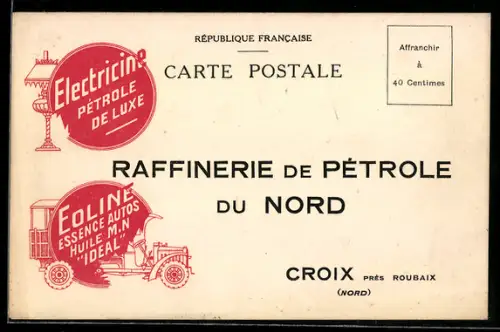 RÉPUBLIQUE FRANÇAISE
CARTE POSTALE
Affranchir
à
40 Centimes
Electricine
PÉTROLE
DE LUXE
RAFFINERIE DE PÉTROLE
DU NORD
EOLINE
ESSENCE AUTOS
HUILE M.N
"IDEAL"
CROIX PRÈS ROUBAIX
(NORD)